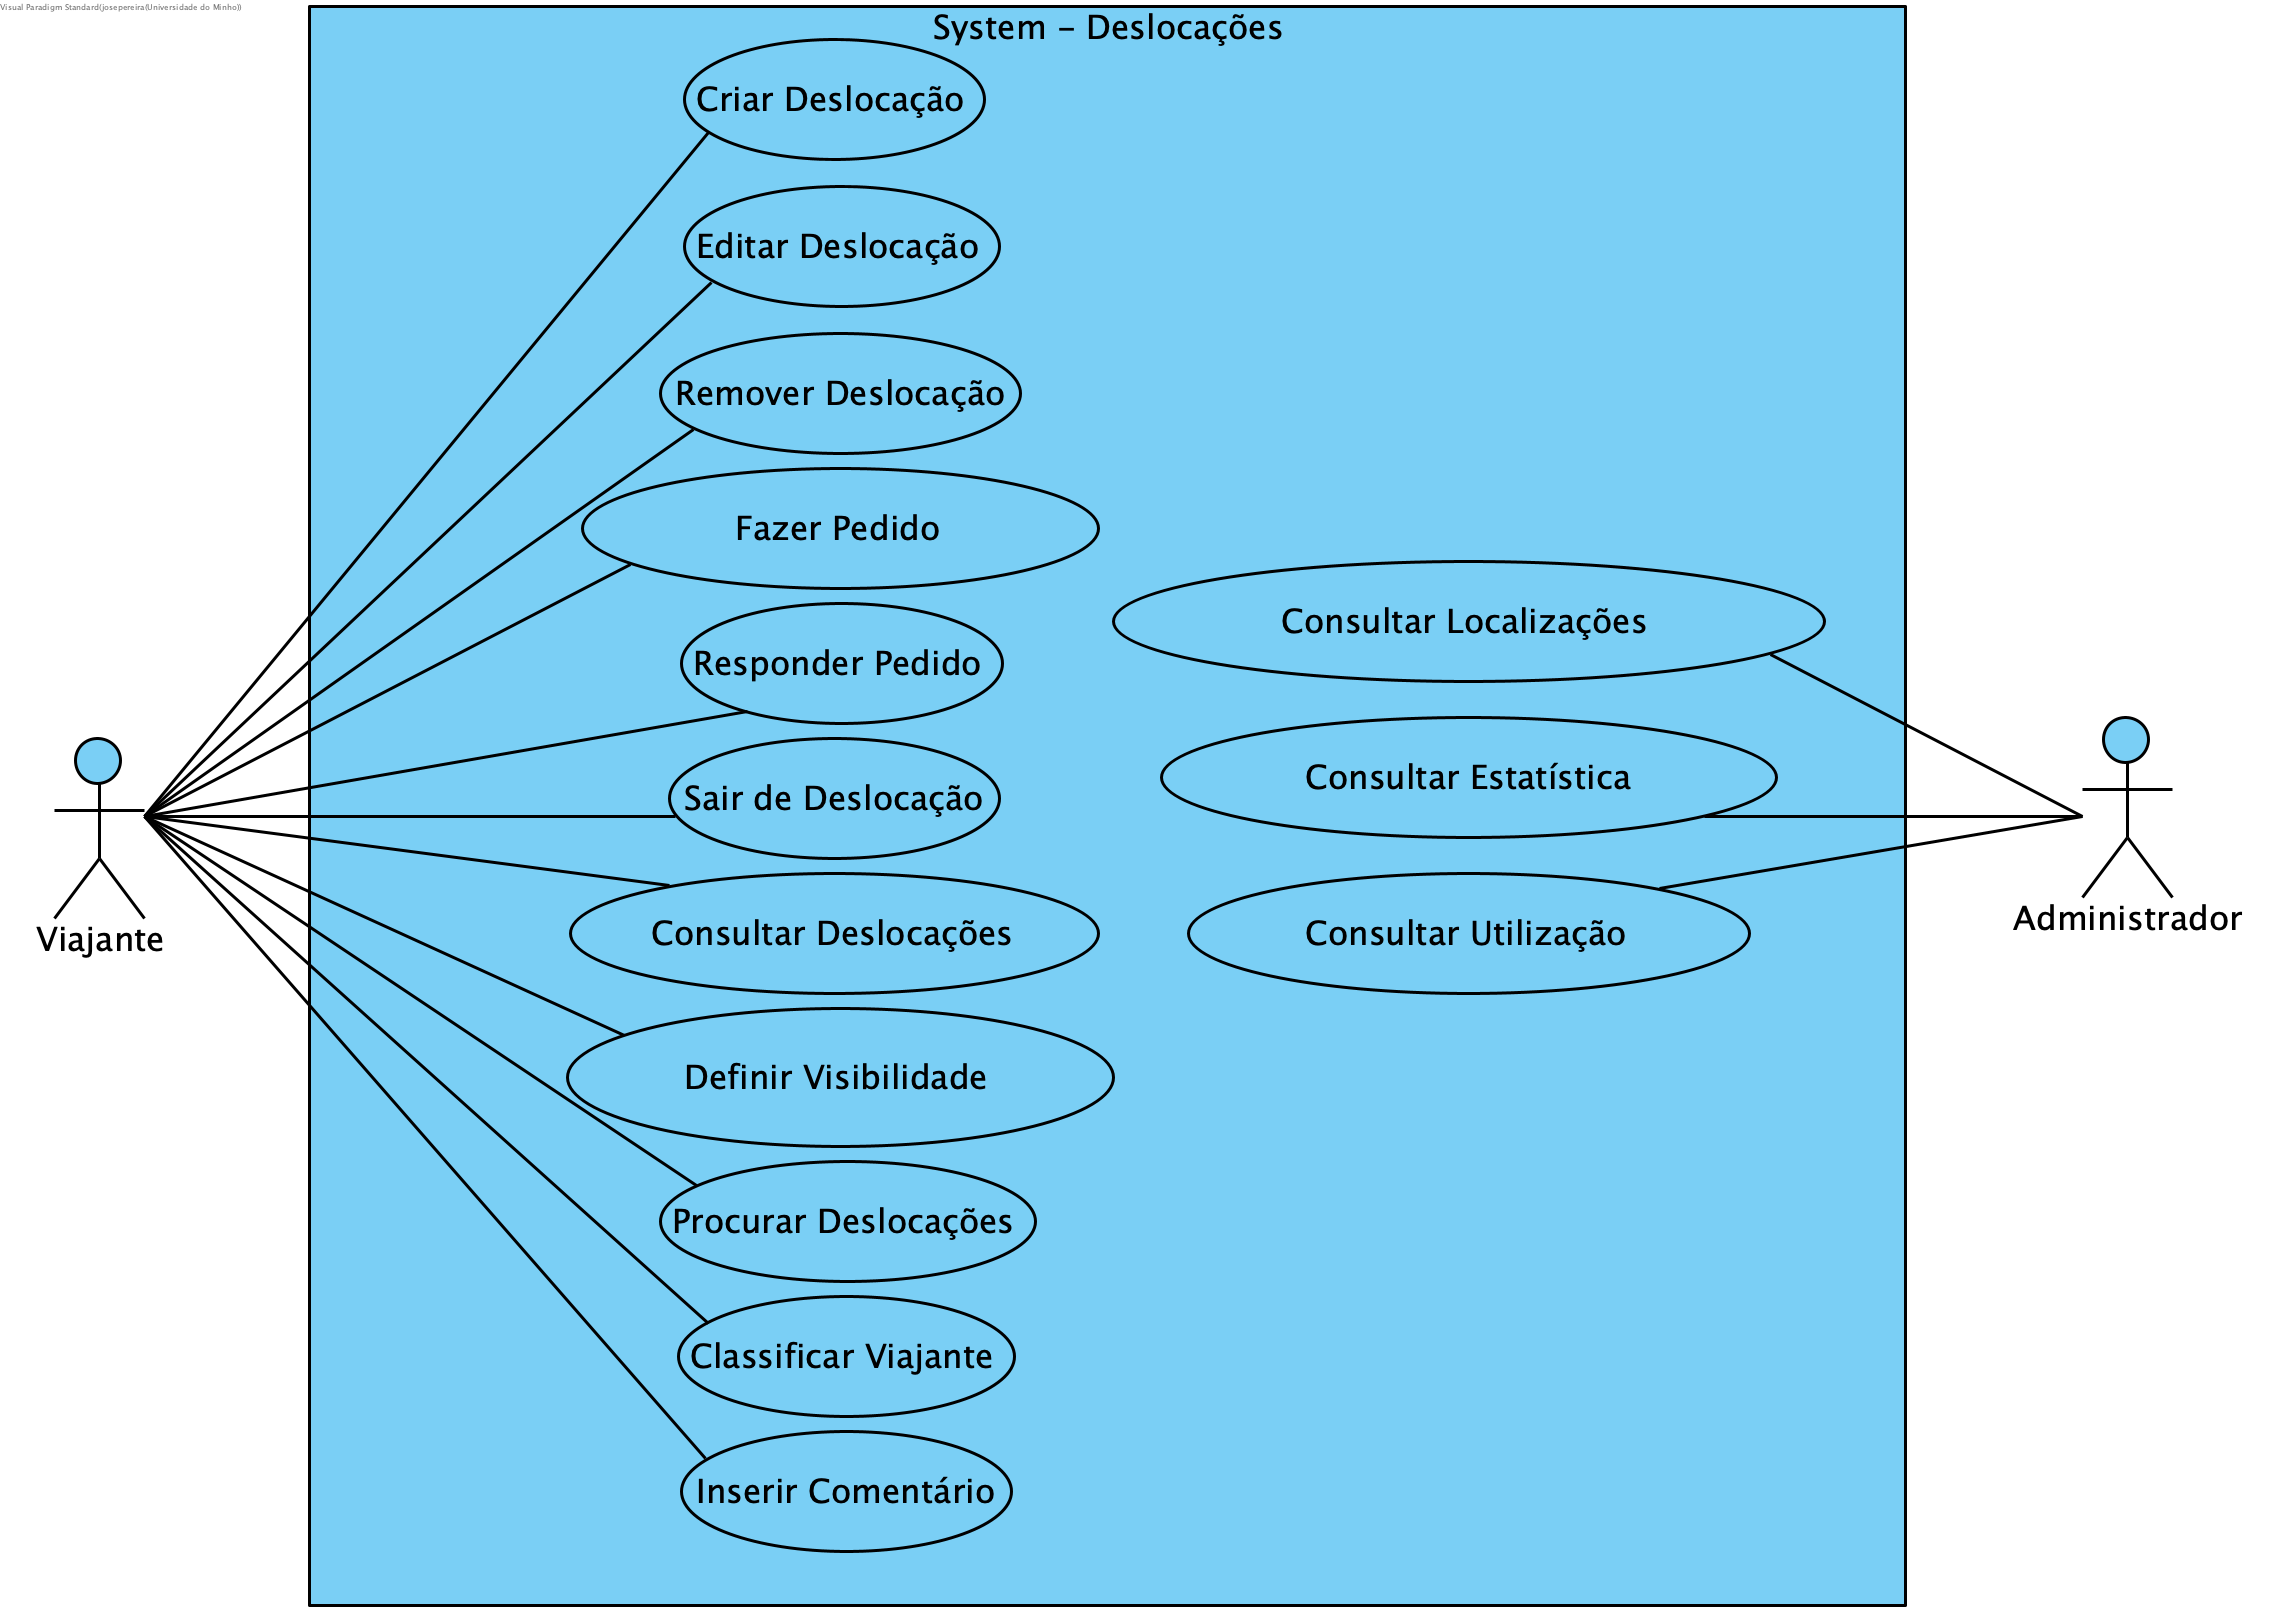 Visual Paradigm Standard(josepereira(Universidade do Minho))
System - Deslocações
Criar Deslocação
Editar Deslocação
Remover Deslocação
Fazer Pedido
Responder Pedido
Sair de Deslocação
Consultar Deslocações
Definir Visibilidade
Procurar Deslocações
Classificar Viajante
Inserir Comentário
Consultar Localizações
Consultar Estatística
Consultar Utilização
Viajante
Administrador